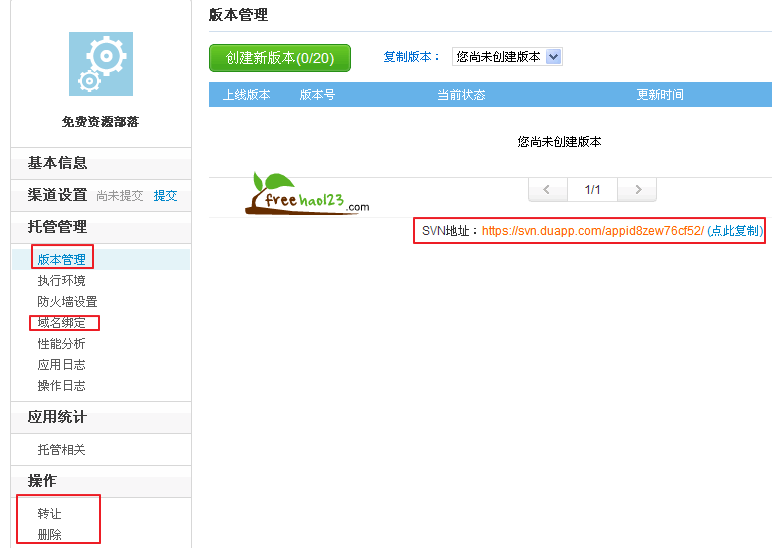 免费资源部落
基本信息
渠道设置 尚未提交 提交
托管管理
版本管理
执行环境
防火墙设置
域名绑定
性能分析
应用日志
操作日志
应用统计
托管相关
操作
转让
删除
版本管理
创建新版本(0/20) 复制版本： 您尚未创建版本
上线版本 版本号 当前状态 更新时间
您尚未创建版本
< 1/1 >
freehao123.com
SVN地址：https://svn.duapp.com/appid8zew76cf52/ (点此复制)